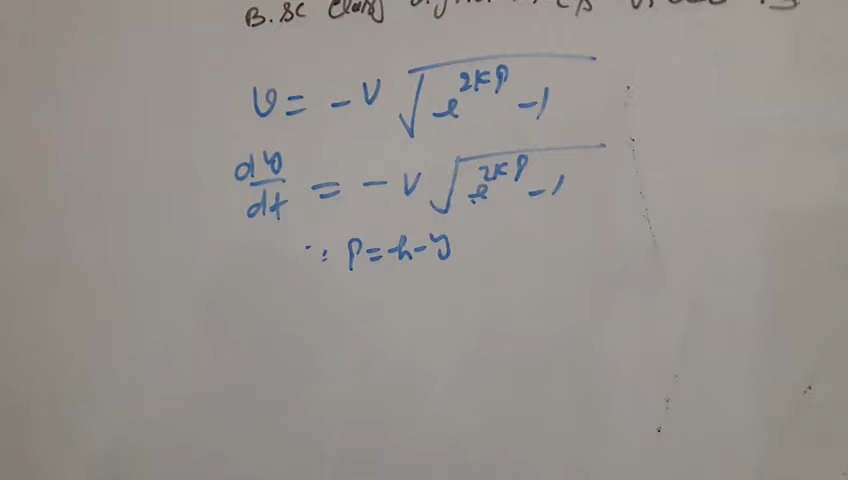 B.Sc Class
v = -V √(e^{2kp} - 1)
dy/dt = -V √(e^{2kp} - 1)
∵ p = h - y